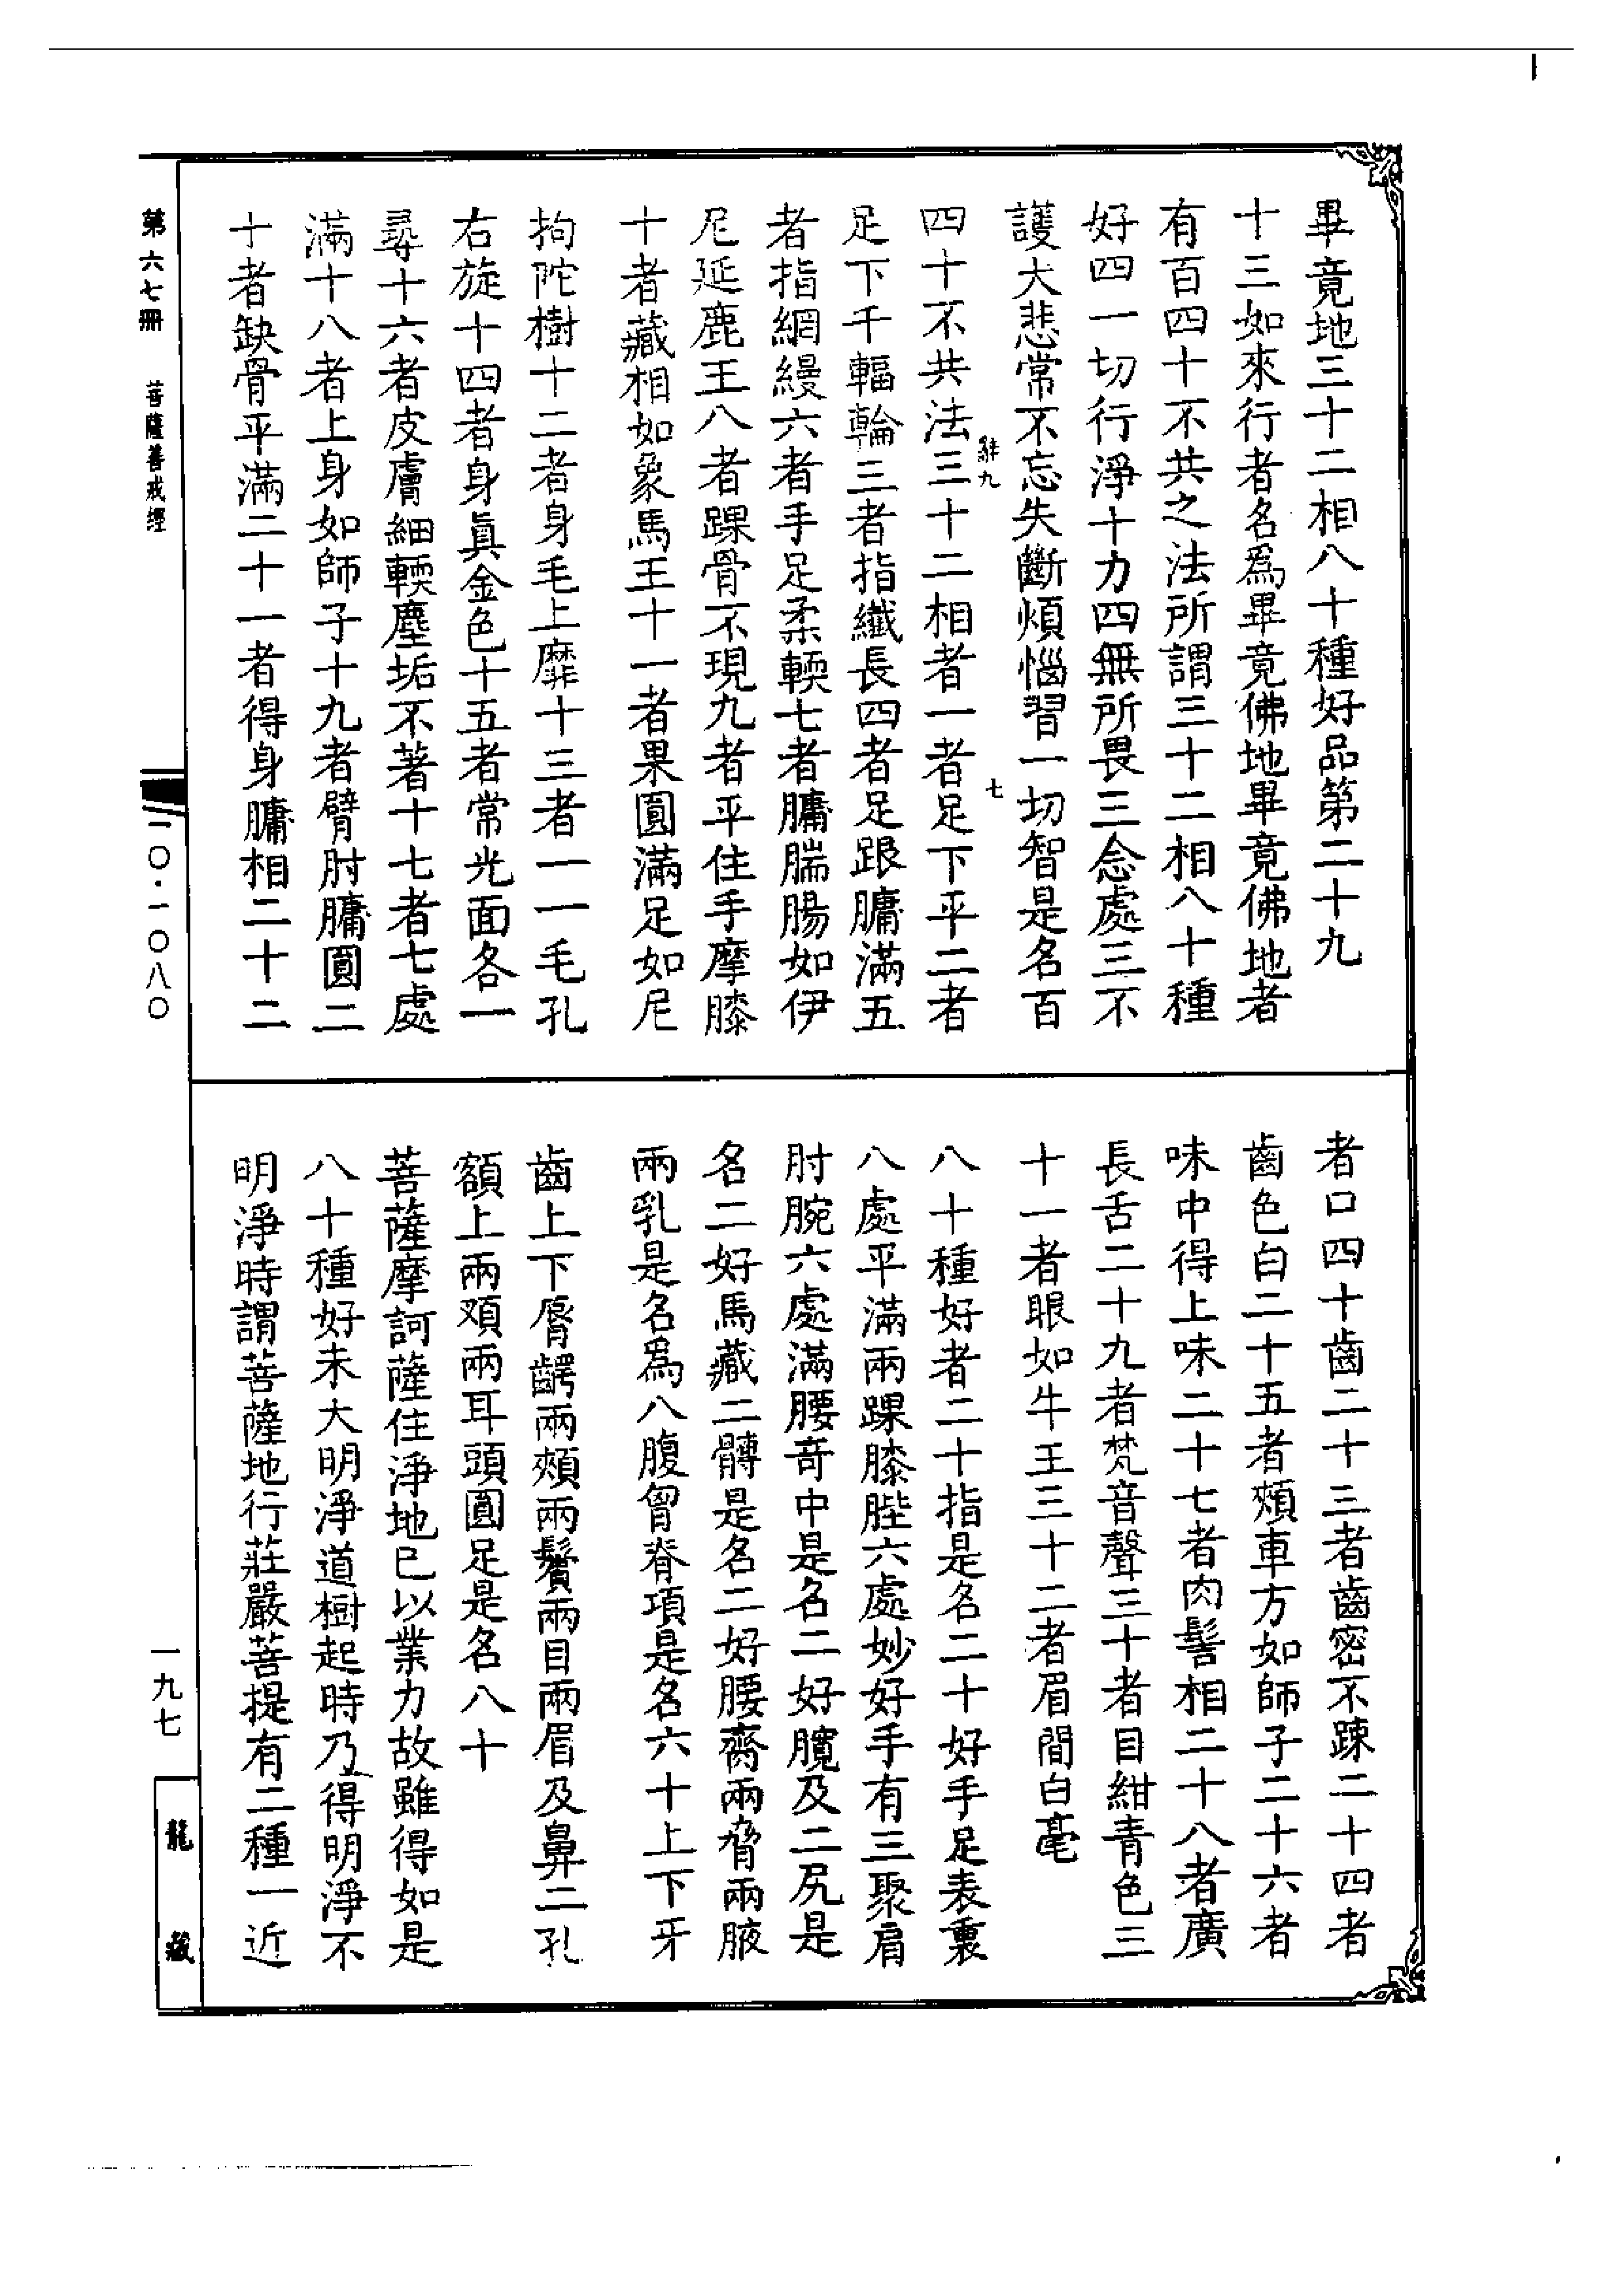 畢竟地三十二相八十種好品第二十九
十三如來行者名爲畢竟佛地畢竟佛地者
有百四十不共之法所謂三十二相八十種
好四一切行淨十力四無所畏三念處三不
護大悲常不忘失斷煩惱習一切智是名百
四十不共法三十二相者一者足下平二者
足下千輻輪三者指纖長四者足跟𦟛滿五
者指網縵六者手足柔輭七者𦟛腨腸如伊
尼延鹿王八者踝骨不現九者平住手摩膝
十者藏相如象馬王十一者果圓滿足如尼
拘陀樹十二者身毛上靡十三者一一毛孔
右旋十四者身眞金色十五者常光面各一
尋十六者皮膚細輭塵垢不著十七者七處
滿十八者上身如師子十九者臂肘𦟛圓二
十者缺骨平滿二十一者得身𦟛相二十二
者口四十齒二十三者齒密不踈二十四者
齒色白二十五者頰車方如師子二十六者
味中得上味二十七者肉髻相二十八者廣
長舌二十九者梵音聲三十者目紺青色三
十一者眼如牛王三十二者眉間白毫
八十種好者二十指是名二十好手足表裏
八處平滿兩踝膝䏶六處妙好手有三聚肩
肘腕六處滿腰奇中是名二好臗及二尻是
名二好馬藏二髆是名二好腰齊兩脅兩腋
兩乳是名爲八腹胷脊項是名六十上下牙
齒上下脣齶兩頰兩鬢兩目兩眉及鼻二孔
額上兩頰兩耳頭圓足是名八十
菩薩摩訶薩住淨地已以業力故雖得如是
八十種好未大明淨道樹起時乃得明淨不
明淨時謂菩薩地行莊嚴菩提有二種一近
第六七冊　菩薩善戒經
一〇·一〇八〇
一九七
龍藏
七